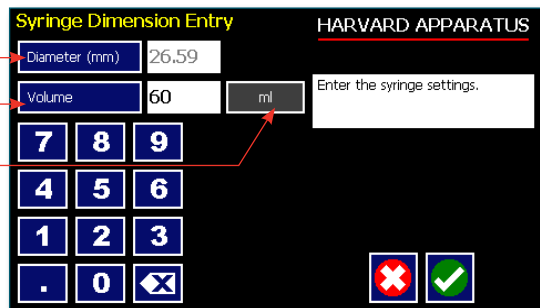 Syringe Dimension Entry
HARVARD APPARATUS
Diameter (mm) 26.59
Volume 60 ml
Enter the syringe settings.
7 8 9
4 5 6
1 2 3
. 0